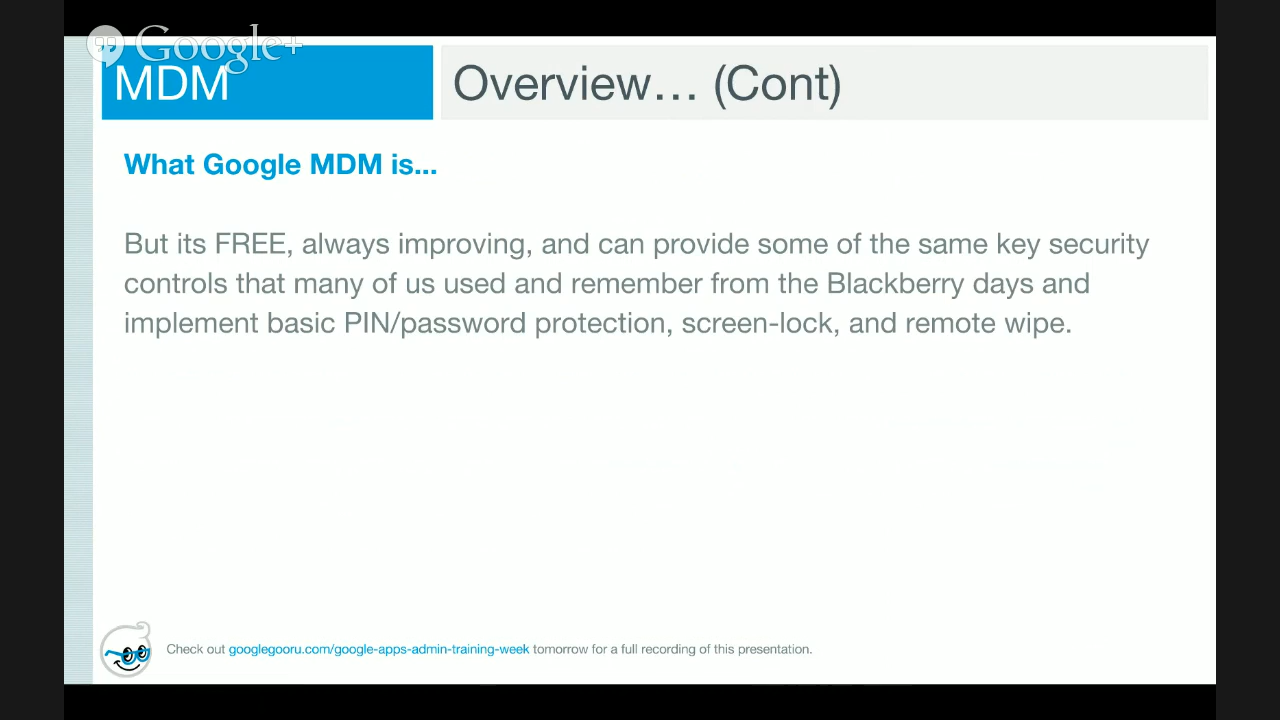 Google+
MDM
Overview... (Cont)
What Google MDM is...
But its FREE, always improving, and can provide some of the same key security
controls that many of us used and remember from the Blackberry days and
implement basic PIN/password protection, screen-lock, and remote wipe.
Check out googlegooru.com/google-apps-admin-training-week tomorrow for a full recording of this presentation.